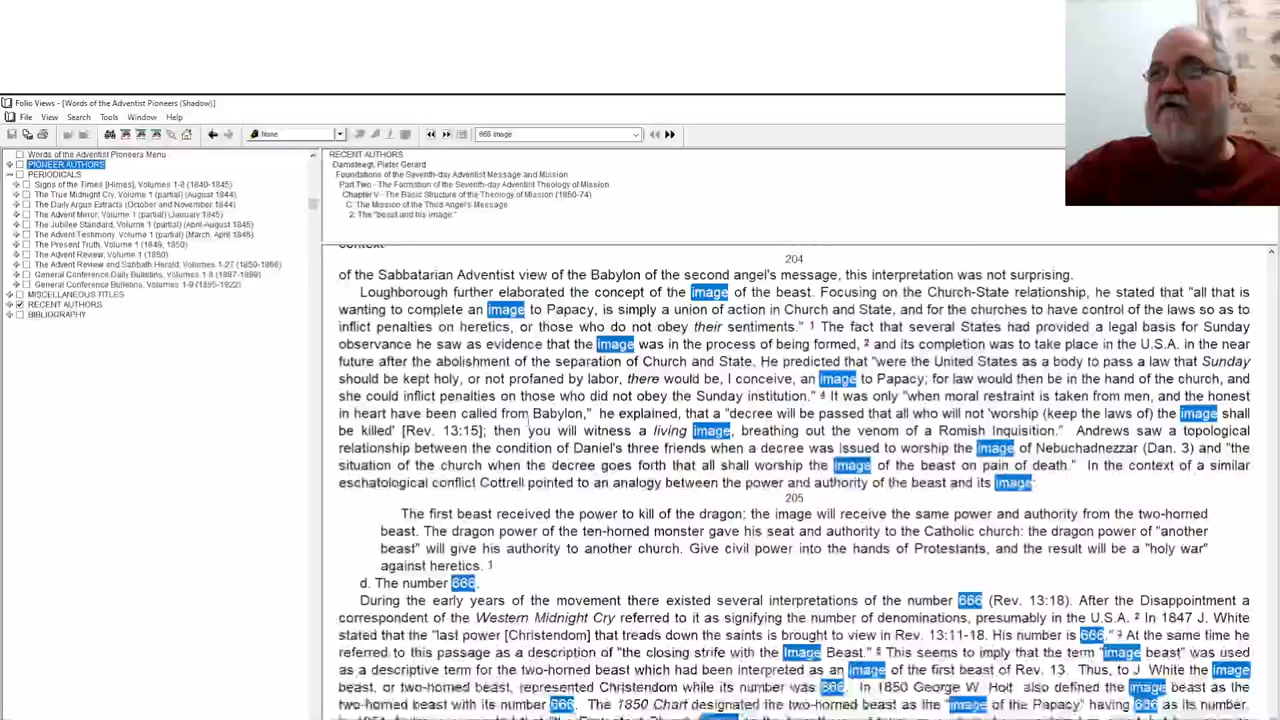 Folio Views - [Words of the Adventist Pioneers (Shadow)]
File View Search Tools Window Help
None
666 image
Words of the Adventist Pioneers Menu
PIONEER AUTHORS
PERIODICALS
Signs of the Times [Himes], Volumes 1-2 (1840-1845)
The True Midnight Cry, Volume 1 (partial) (August 1844)
The Daily Argus Extracts (October and November 1844)
The Advent Mirror, Volume 1 (partial) (January 1845)
The Jubilee Standard, Volume 1 (partial) (April-August 1845)
The Advent Testimony, Volume 1 (partial) (March, April 1846)
The Present Truth, Volume 1 (1849, 1850)
The Advent Review, Volume 1 (1850)
The Advent Review and Sabbath Herald, Volumes 1-27 (1850-1866)
General Conference Daily Bulletins, Volumes 1-8 (1887-1899)
General Conference Bulletins, Volumes 1-9 (1895-1922)
MISCELLANEOUS TITLES
RECENT AUTHORS
BIBLIOGRAPHY
RECENT AUTHORS
Damsteegt, Pieter Gerard
Foundations of the Seventh-day Adventist Message and Mission
Part Two - The Formation of the Seventh-day Adventist Theology of Mission (1850-74)
Chapter V - The Basic Structure of the Theology of Mission (1850-74)
C. The Mission of the Third Angel's Message
2. The "beast and his image."
context
204
of the Sabbatarian Adventist view of the Babylon of the second angel's message, this interpretation was not surprising.
Loughborough further elaborated the concept of the image of the beast. Focusing on the Church-State relationship, he stated that "all that is
wanting to complete an image to Papacy, is simply a union of action in Church and State, and for the churches to have control of the laws so as to
inflict penalties on heretics, or those who do not obey their sentiments." 1 The fact that several States had provided a legal basis for Sunday
observance he saw as evidence that the image was in the process of being formed, 2 and its completion was to take place in the U.S.A. in the near
future after the abolishment of the separation of Church and State. He predicted that "were the United States as a body to pass a law that Sunday
should be kept holy, or not profaned by labor, there would be, I conceive, an image to Papacy; for law would then be in the hand of the church, and
she could inflict penalties on those who did not obey the Sunday institution." 4 It was only "when moral restraint is taken from men, and the honest
in heart have been called from Babylon," he explained, that a "decree will be passed that all who will not 'worship (keep the laws of) the image shall
be killed' [Rev. 13:15]; then you will witness a living image, breathing out the venom of a Romish Inquisition." Andrews saw a topological
relationship between the condition of Daniel's three friends when a decree was issued to worship the image of Nebuchadnezzar (Dan. 3) and "the
situation of the church when the decree goes forth that all shall worship the image of the beast on pain of death." In the context of a similar
eschatological conflict Cottrell pointed to an analogy between the power and authority of the beast and its image:
205
The first beast received the power to kill of the dragon; the image will receive the same power and authority from the two-horned
beast. The dragon power of the ten-horned monster gave his seat and authority to the Catholic church: the dragon power of "another
beast" will give his authority to another church. Give civil power into the hands of Protestants, and the result will be a "holy war"
against heretics. 1
d. The number 666.
During the early years of the movement there existed several interpretations of the number 666 (Rev. 13:18). After the Disappointment a
correspondent of the Western Midnight Cry referred to it as signifying the number of denominations, presumably in the U.S.A. 2 In 1847 J. White
stated that the "last power [Christendom] that treads down the saints is brought to view in Rev. 13:11-18. His number is 666." 3 At the same time he
referred to this passage as a description of "the closing strife with the Image Beast." This seems to imply that the term "image beast" was used
as a descriptive term for the two-horned beast which had been interpreted as an image of the first beast of Rev. 13. Thus, to J. White the image
beast, or two-horned beast, represented Christendom while its number was 666. In 1850 George W. Holt also defined the image beast as the
two-horned beast with its number 666. The 1850 Chart designated the two-horned beast as the "image of the Papacy" having 666 as its number.